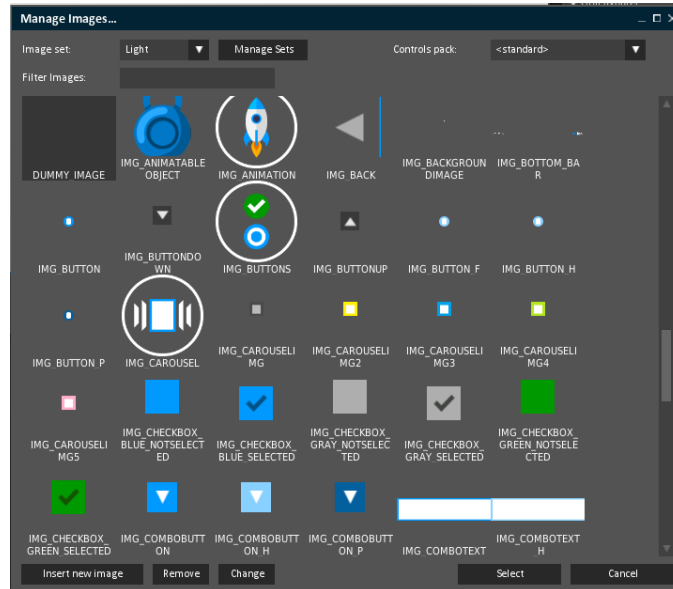 Manage Images...
Image set:
Light
Manage Sets
Controls pack:
<standard>
Filter Images:
DUMMY_IMAGE
IMG_ANIMATABLE
OBJECT
IMG_ANIMATION
IMG_BACK
IMG_BACKGROUN
DIMAGE
IMG_BOTTOM_BA
R
IMG_BUTTON
IMG_BUTTONDO
WN
IMG_BUTTONS
IMG_BUTTONUP
IMG_BUTTON_F
IMG_BUTTON_H
IMG_BUTTON_P
IMG_CAROUSEL
IMG_CAROUSELI
MG
IMG_CAROUSELI
MG2
IMG_CAROUSELI
MG3
IMG_CAROUSELI
MG4
IMG_CAROUSELI
MG5
IMG_CHECKBOX_
BLUE_NOTSELECT
ED
IMG_CHECKBOX_
BLUE_SELECTED
IMG_CHECKBOX_
GRAY_NOTSELEC
TED
IMG_CHECKBOX_
GRAY_SELECTED
IMG_CHECKBOX_
GREEN_NOTSELE
CTED
IMG_CHECKBOX_
GREEN_SELECTED
IMG_COMBOBUTT
ON
IMG_COMBOBUTT
ON_H
IMG_COMBOBUTT
ON_P
IMG_COMBOTEXT
IMG_COMBOTEXT
_H
Insert new image
Remove
Change
Select
Cancel